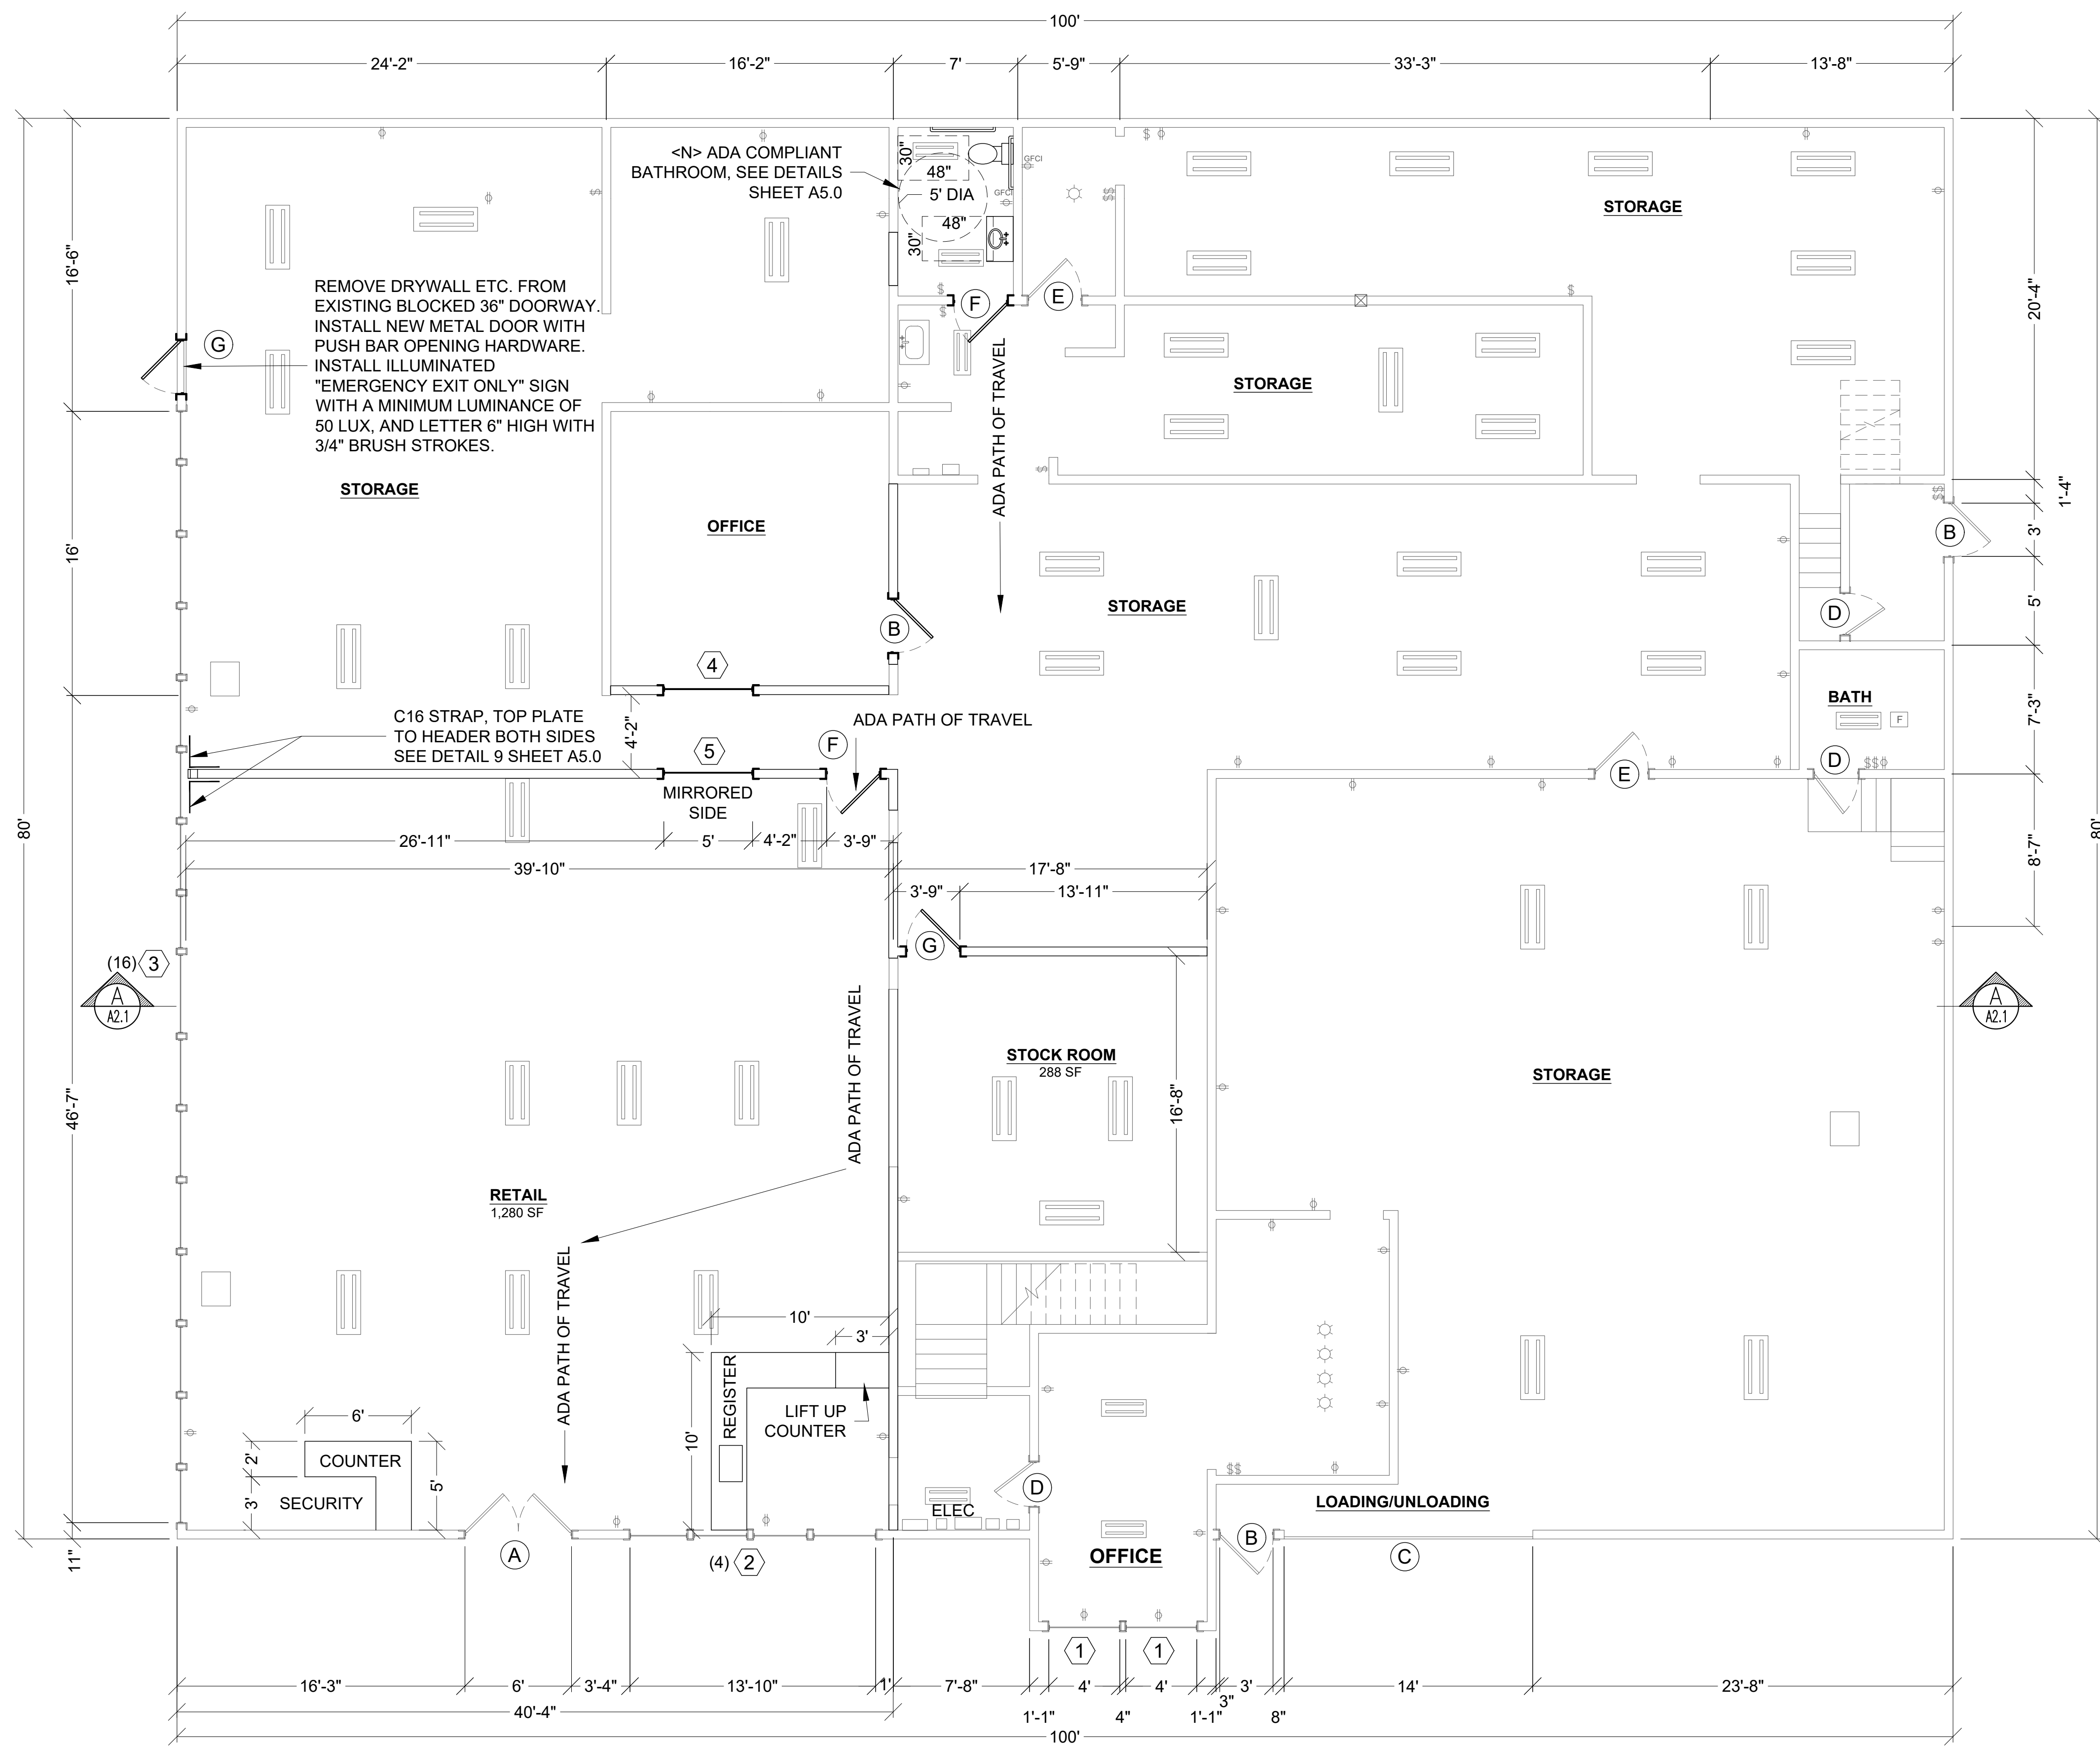 100'
24'-2"
16'-2"
7'
5'-9"
33'-3"
13'-8"
<N> ADA COMPLIANT
BATHROOM, SEE DETAILS
SHEET A5.0
30"
48"
5' DIA
48"
30"
GFCI
GFCI
$
$$
$
STORAGE
16'-6"
REMOVE DRYWALL ETC. FROM
EXISTING BLOCKED 36" DOORWAY.
INSTALL NEW METAL DOOR WITH
PUSH BAR OPENING HARDWARE.
INSTALL ILLUMINATED
"EMERGENCY EXIT ONLY" SIGN
WITH A MINIMUM LUMINANCE OF
50 LUX, AND LETTER 6" HIGH WITH
3/4" BRUSH STROKES.
G
$
$
F
E
$
20'-4"
STORAGE
ADA PATH OF TRAVEL
STORAGE
$
$$
1'-4"
B
3'
16'
OFFICE
B
STORAGE
D
5'
4
BATH
F
7'-3"
C16 STRAP, TOP PLATE
TO HEADER BOTH SIDES
SEE DETAIL 9 SHEET A5.0
4'-2"
5
F
ADA PATH OF TRAVEL
E
D
$$
MIRRORED
SIDE
80'
80'
26'-11"
5'
4'-2"
3'-9"
8'-7"
39'-10"
17'-8"
3'-9"
13'-11"
G
(16)
3
A
A2.1
A
A2.1
46'-7"
ADA PATH OF TRAVEL
STOCK ROOM
288 SF
16'-8"
STORAGE
RETAIL
1,280 SF
ADA PATH OF TRAVEL
10'
3'
REGISTER
10'
LIFT UP
COUNTER
6'
2'
COUNTER
5'
3'
SECURITY
D
ELEC
$$
LOADING/UNLOADING
11"
A
(4)
2
OFFICE
B
C
1
1
16'-3"
6'
3'-4"
13'-10"
1'
7'-8"
4'
4'
3'
14'
23'-8"
3"
40'-4"
1'-1"
4"
1'-1"
8"
100'